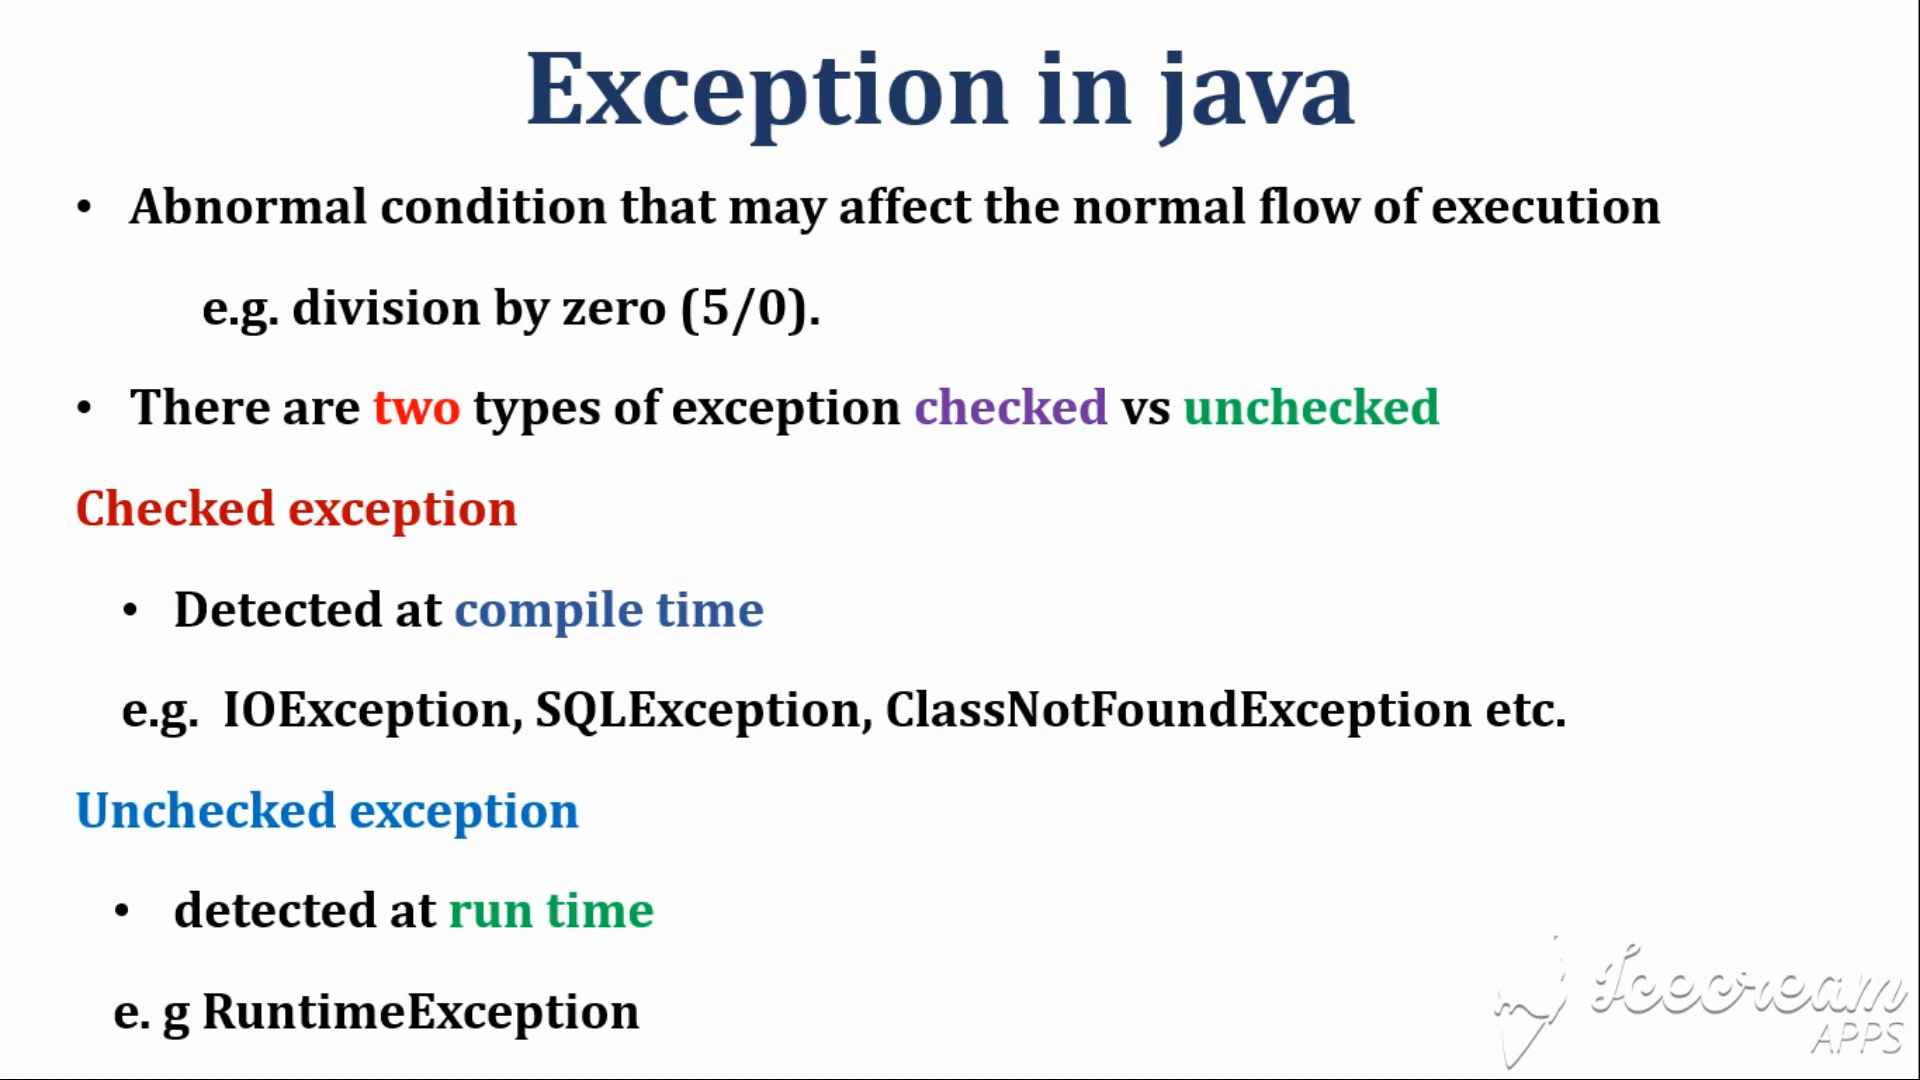 Exception in java
• Abnormal condition that may affect the normal flow of execution
e.g. division by zero (5/0).
• There are two types of exception checked vs unchecked
Checked exception
• Detected at compile time
e.g. IOException, SQLException, ClassNotFoundException etc.
Unchecked exception
• detected at run time
e. g RuntimeException
Icecream
APPS